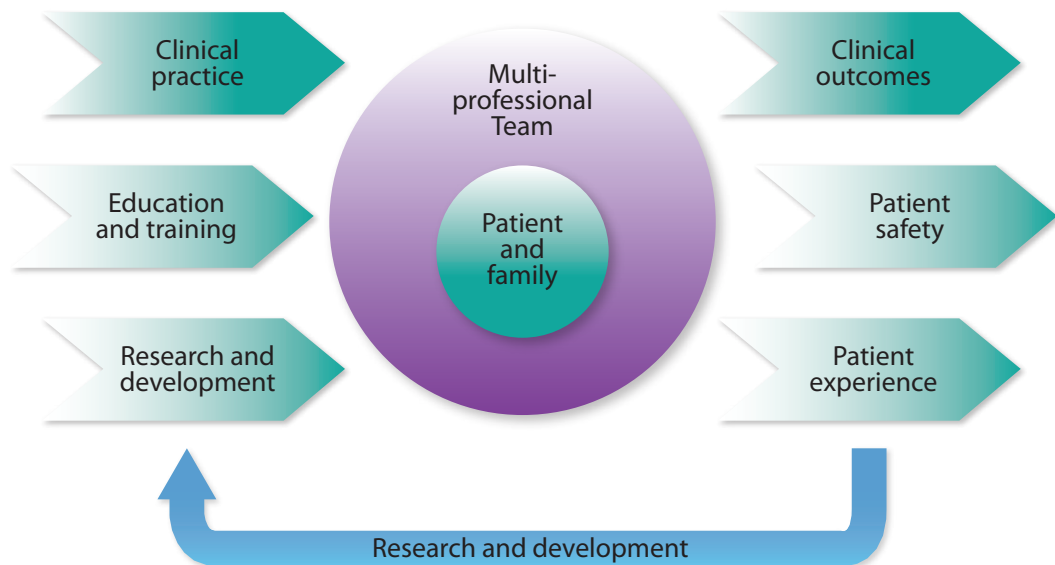 Clinical
practice
Education
and training
Research and
development
Multi-
professional
Team
Patient
and
family
Clinical
outcomes
Patient
safety
Patient
experience
Research and development